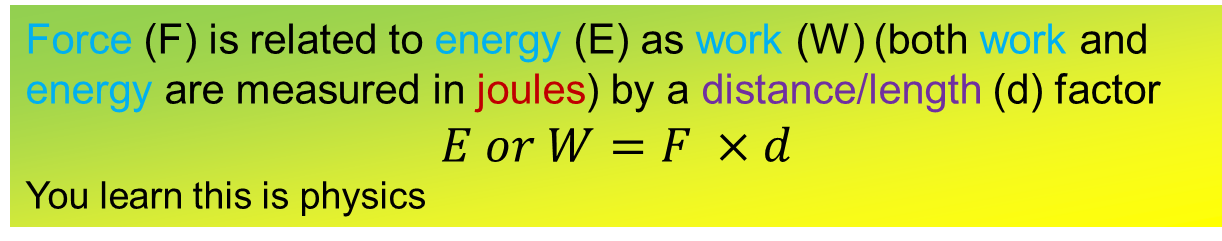 Force (F) is related to energy (E) as work (W) (both work and
energy are measured in joules) by a distance/length (d) factor
E or W = F × d
You learn this is physics